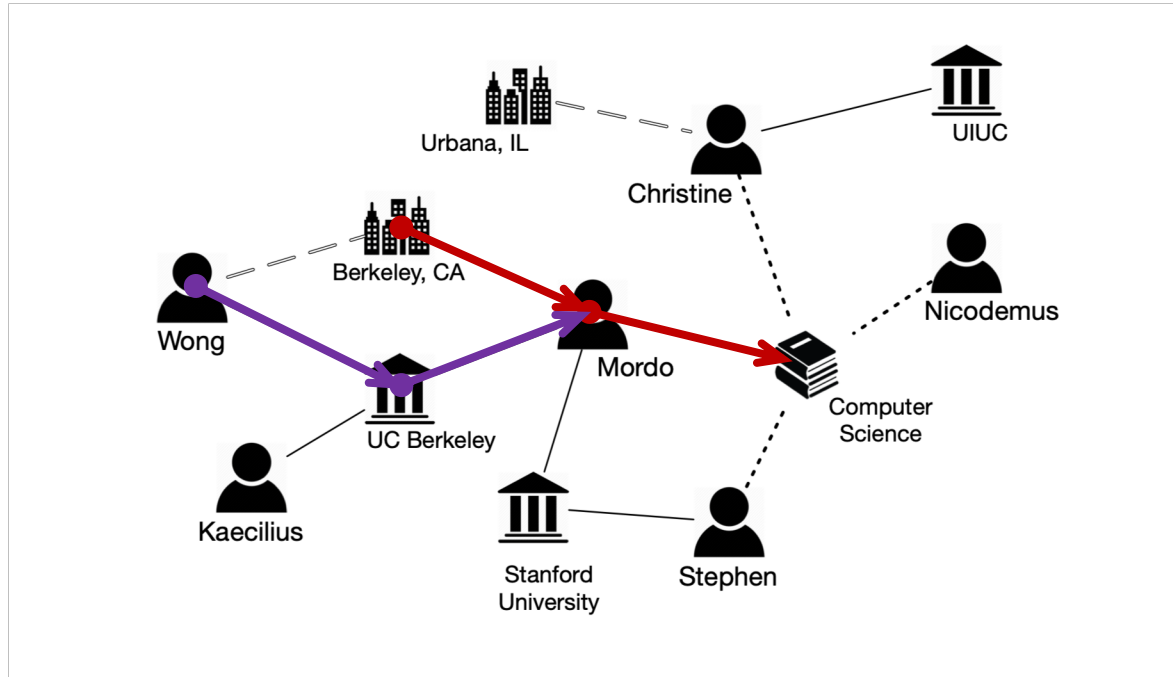 UIUC
Urbana, IL
Christine
Berkeley, CA
Nicodemus
Wong
Mordo
Computer
Science
UC Berkeley
Kaecilius
Stanford
University
Stephen